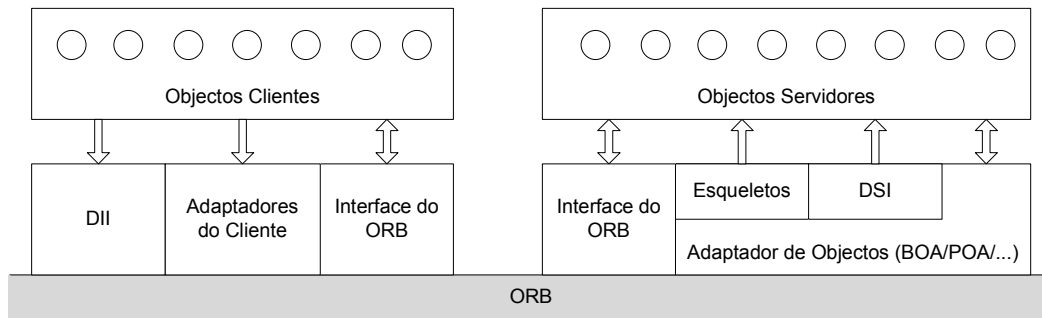 Objectos Clientes
Objectos Servidores
DII
Adaptadores
do Cliente
Interface do
ORB
Interface do
ORB
Esqueletos
DSI
Adaptador de Objectos (BOA/POA/...)
ORB